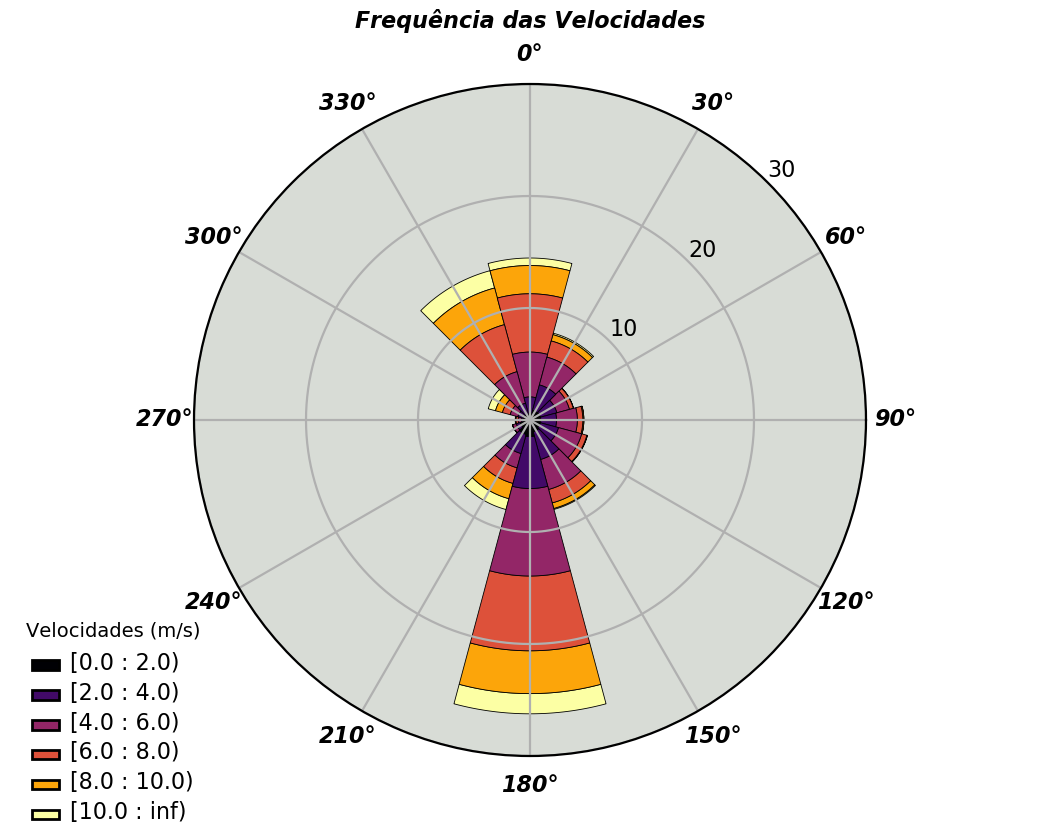 Frequência das Velocidades
0°
330°
30°
30
300°
60°
20
10
270°
90°
240°
120°
Velocidades (m/s)
[0.0 : 2.0)
[2.0 : 4.0)
[4.0 : 6.0)
210°
150°
[6.0 : 8.0)
[8.0 : 10.0)
180°
[10.0 : inf)